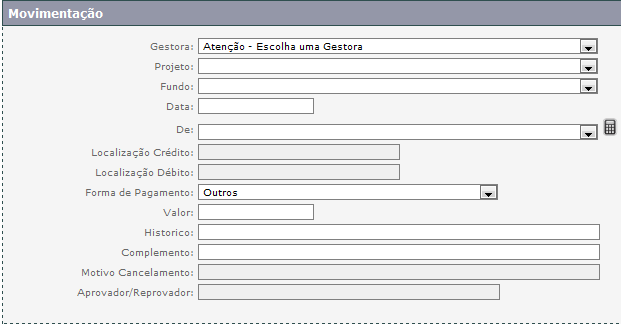 Movimentação
Gestora: Atenção - Escolha uma Gestora
Projeto:
Fundo:
Data:
De:
Localização Crédito:
Localização Débito:
Forma de Pagamento: Outros
Valor:
Historico:
Complemento:
Motivo Cancelamento:
Aprovador/Reprovador: